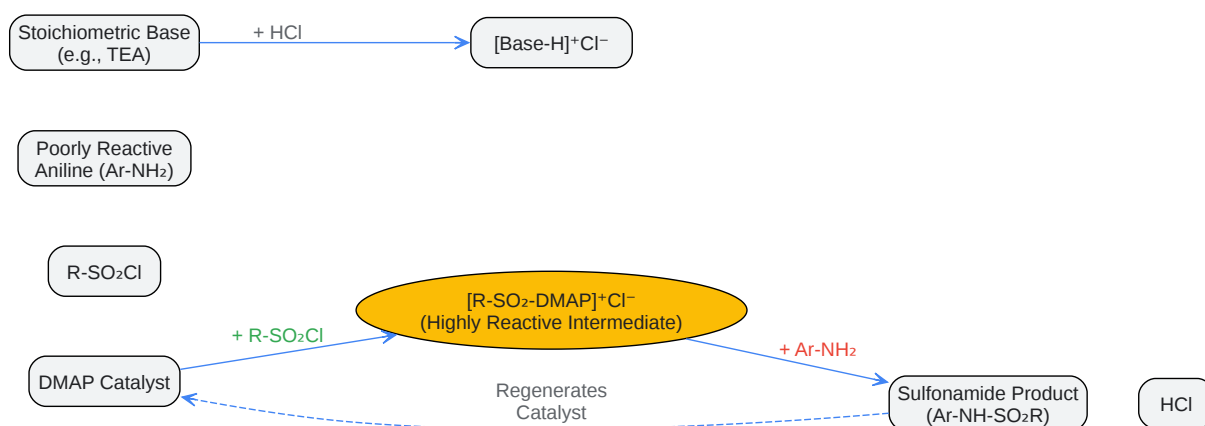 Stoichiometric Base
(e.g., TEA)
+ HCl
[Base-H]⁺Cl⁻
Poorly Reactive
Aniline (Ar-NH₂)
R-SO₂Cl
[R-SO₂-DMAP]⁺Cl⁻
(Highly Reactive Intermediate)
+ R-SO₂Cl
+ Ar-NH₂
DMAP Catalyst
Regenerates
Catalyst
Sulfonamide Product
(Ar-NH-SO₂R)
HCl